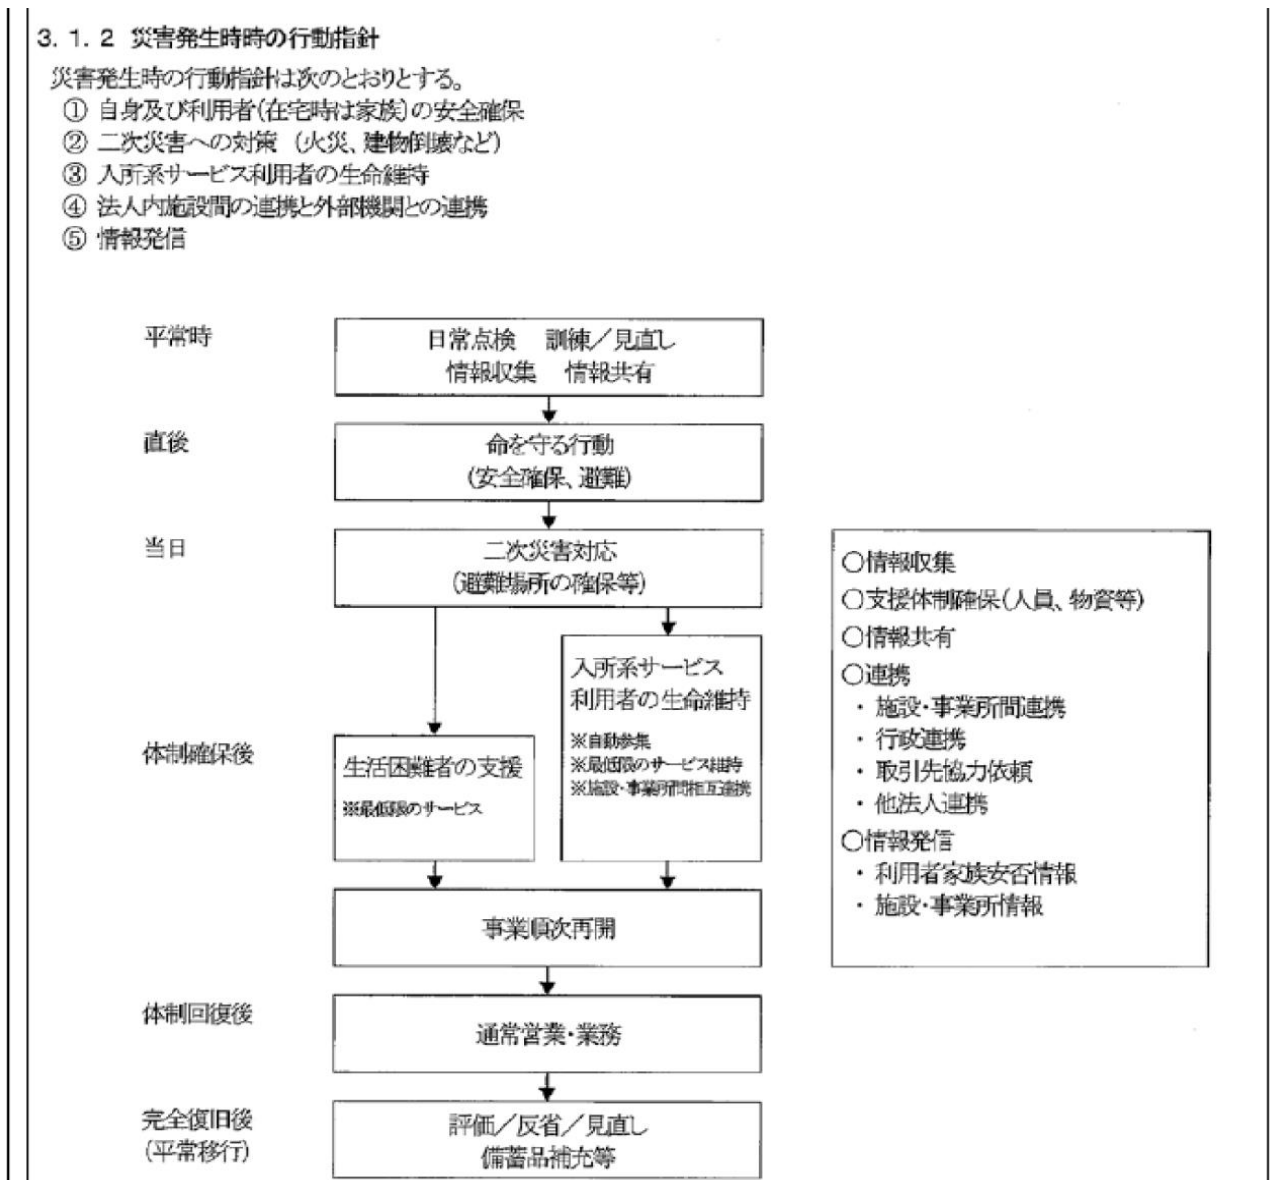 3. 1. 2 災害発生時時の行動指針
災害発生時の行動指針は次のとおりとする。
① 自身及び利用者(在宅時は家族)の安全確保
② 二次災害への対策 (火災、建物倒壊など)
③ 入所系サービス利用者の生命維持
④ 法人内施設間の連携と外部機関との連携
⑤ 情報発信
平常時
日常点検 訓練／見直し
情報収集 情報共有
直後
命を守る行動
(安全確保、避難)
当日
二次災害対応
(避難場所の確保等)
体制確保後
生活困難者の支援
※最低限のサービス
入所系サービス
利用者の生命維持
※自動参集
※最低限のサービス維持
※施設・事業所間相互連携
事業順次再開
体制回復後
通常営業・業務
完全復旧後
(平常移行)
評価／反省／見直し
備蓄品補充等
○情報収集
○支援体制確保(人員、物資等)
○情報共有
○連携
・ 施設・事業所間連携
・ 行政連携
・ 取引先協力依頼
・ 他法人連携
○情報発信
・ 利用者家族安否情報
・ 施設・事業所情報